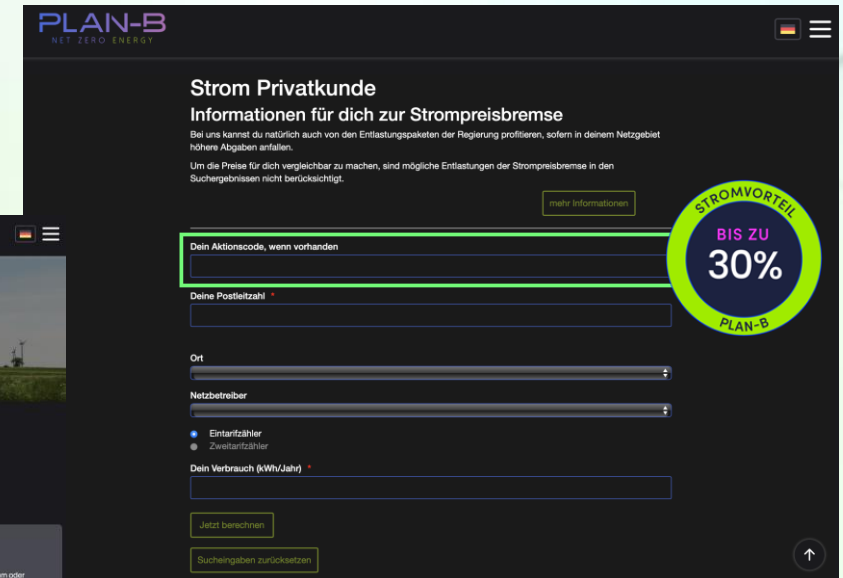 PLAN-B
NET ZERO ENERGY
Strom Privatkunde
Informationen für dich zur Strompreisbremse
Bei uns kannst du natürlich auch von den Entlastungspaketen der Regierung profitieren, sofern in deinem Netzgebiet
höhere Abgaben anfallen.
Um die Preise für dich vergleichbar zu machen, sind mögliche Entlastungen der Strompreisbremse in den
Suchergebnissen nicht berücksichtigt.
mehr Informationen
STROMVORTEIL
BIS ZU
30%
PLAN-B
Dein Aktionscode, wenn vorhanden
Deine Postleitzahl *
Ort
Netzbetreiber
Eintarifzähler
Zweitarifzähler
Dein Verbrauch (kWh/Jahr) *
Jetzt berechnen
Sucheingaben zurücksetzen
oder